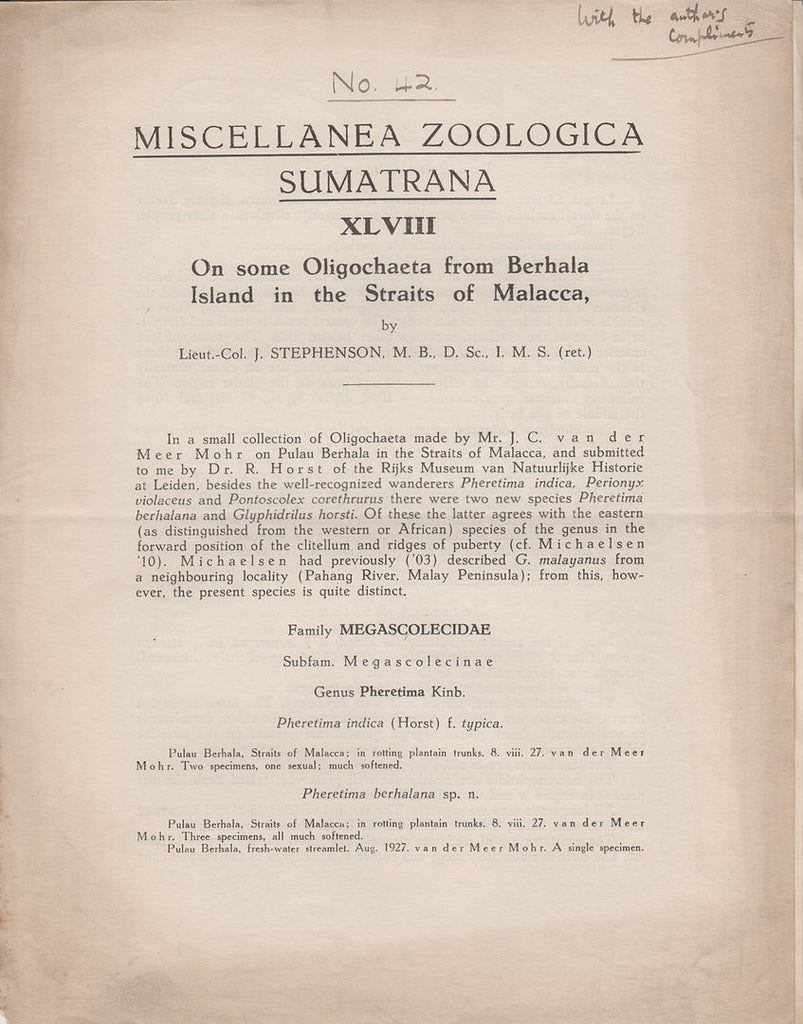 With the author's
Compliments
No. 42.
MISCELLANEA ZOOLOGICA
SUMATRANA
XLVIII
On some Oligochaeta from Berhala
Island in the Straits of Malacca,
by
Lieut.-Col. J. STEPHENSON, M. B., D. Sc., I. M. S. (ret.)
In a small collection of Oligochaeta made by Mr. J. C. van der
Meer Mohr on Pulau Berhala in the Straits of Malacca, and submitted
to me by Dr. R. Horst of the Rijks Museum van Natuurlijke Historie
at Leiden, besides the well-recognized wanderers Pheretima indica, Perionyx
violaceus and Pontoscolex corethrurus there were two new species Pheretima
berhalana and Glyphidrilus horsti. Of these the latter agrees with the eastern
(as distinguished from the western or African) species of the genus in the
forward position of the clitellum and ridges of puberty (cf. Michaelsen
'10). Michaelsen had previously ('03) described G. malayanus from
a neighbouring locality (Pahang River, Malay Peninsula); from this, how-
ever, the present species is quite distinct.
Family MEGASCOLECIDAE
Subfam. Megascolecinae
Genus Pheretima Kinb.
Pheretima indica (Horst) f. typica.
Pulau Berhala, Straits of Malacca; in rotting plantain trunks. 8. viii. 27. van der Meer
Mohr. Two specimens, one sexual; much softened.
Pheretima berhalana sp. n.
Pulau Berhala, Straits of Malacca; in rotting plantain trunks. 8. viii. 27. van der Meer
Mohr. Three specimens, all much softened.
Pulau Berhala, fresh-water streamlet. Aug. 1927. van der Meer Mohr. A single specimen.